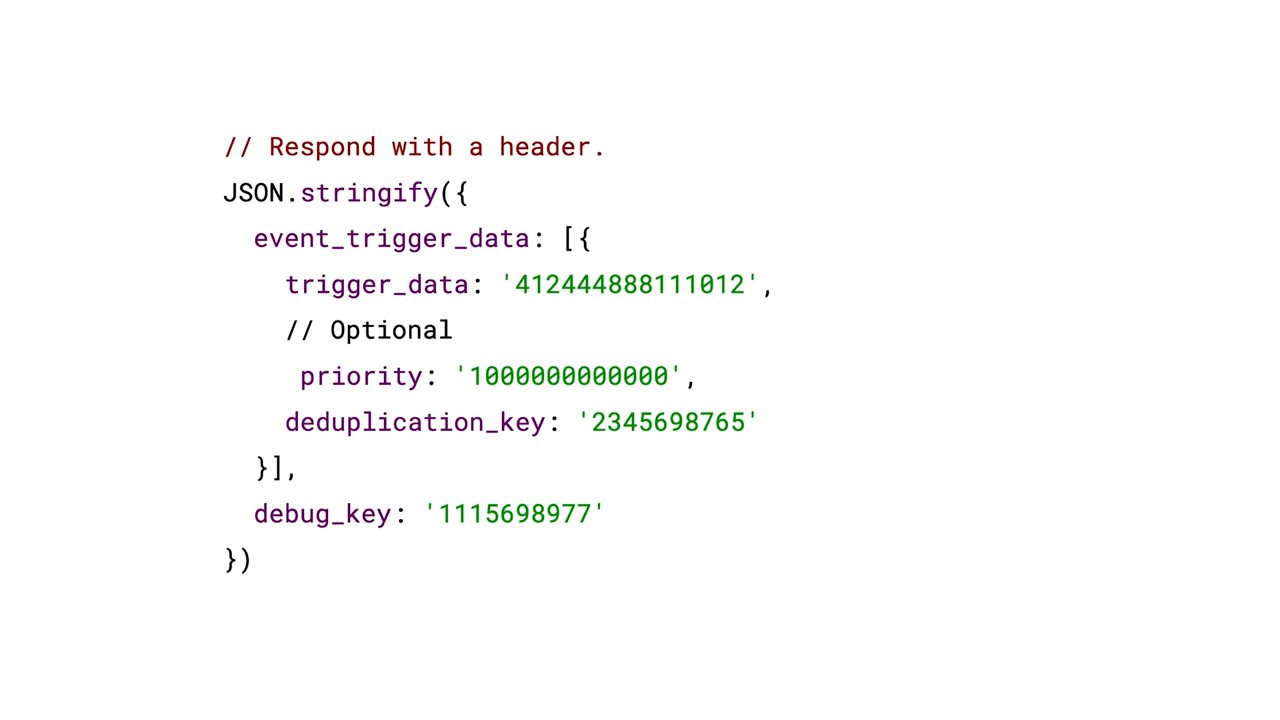 // Respond with a header.
JSON.stringify({
event_trigger_data: [{
trigger_data: '412444888111012',
// Optional
priority: '1000000000000',
deduplication_key: '2345698765'
}],
debug_key: '1115698977'
})